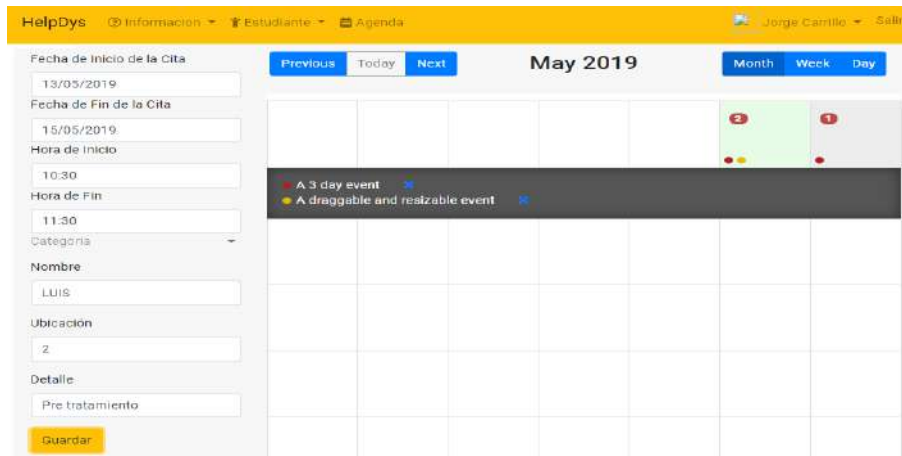 HelpDys Informacion Estudiante Agenda Jorge Carrillo Salir
Fecha de Inicio de la Cita
13/05/2019
Fecha de Fin de la Cita
15/05/2019
Hora de Inicio
10:30
Hora de Fin
11:30
Categoria
Nombre
LUIS
Ubicación
2
Detalle
Pre tratamiento
Guardar
Previous Today Next May 2019 Month Week Day
2 1
A 3 day event
A draggable and resizable event